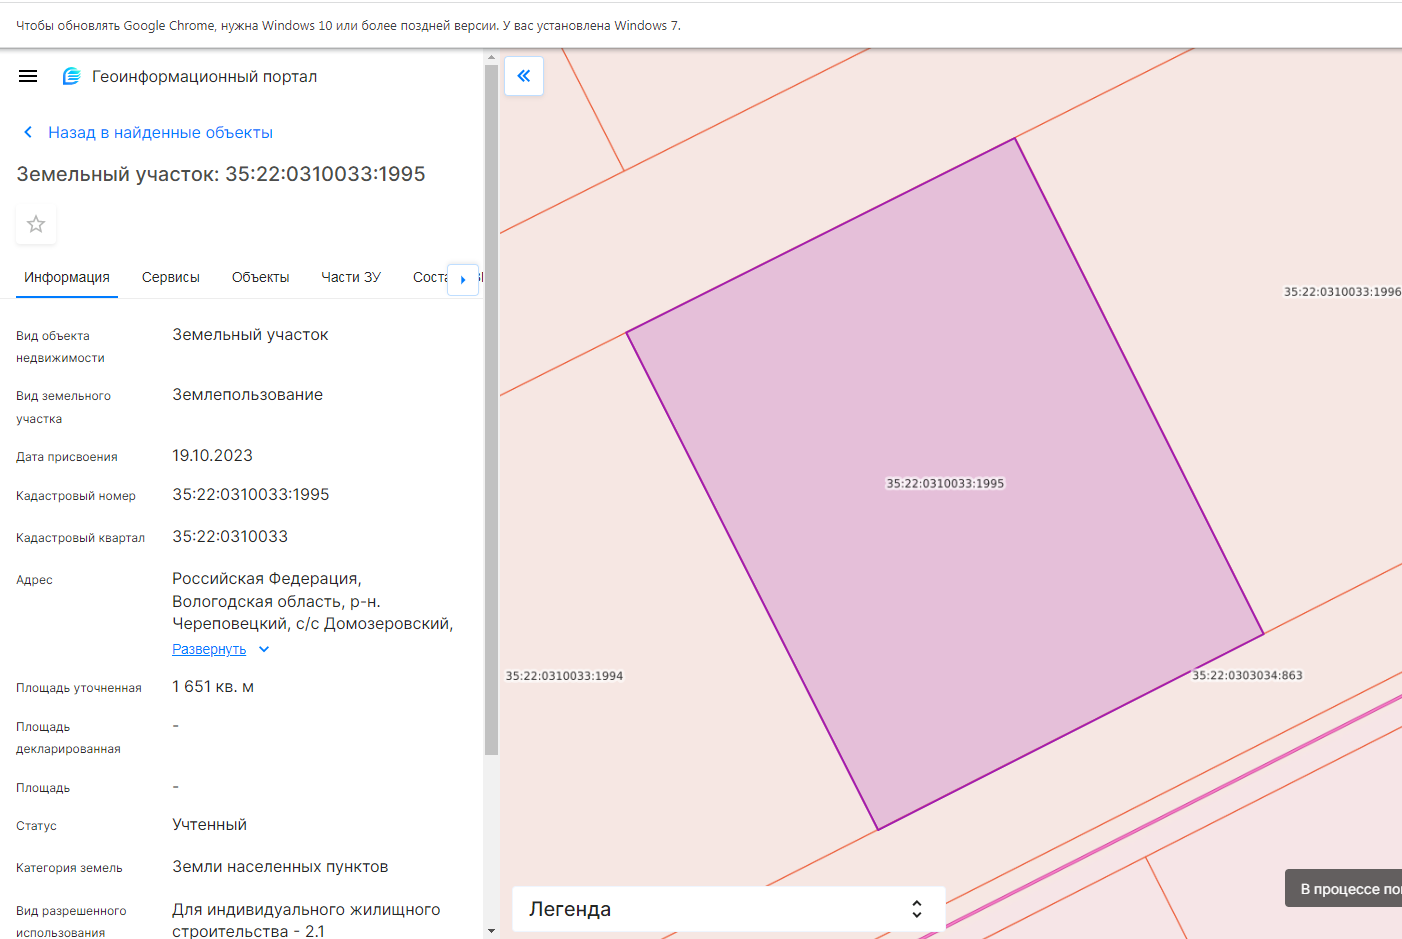 Чтобы обновлять Google Chrome, нужна Windows 10 или более поздней версии. У вас установлена Windows 7.
Геоинформационный портал
Назад в найденные объекты
Земельный участок: 35:22:0310033:1995
Информация Сервисы Объекты Части ЗУ
Вид объекта недвижимости
Земельный участок
Вид земельного участка
Землепользование
Дата присвоения
19.10.2023
Кадастровый номер
35:22:0310033:1995
Кадастровый квартал
35:22:0310033
Адрес
Российская Федерация,
Вологодская область, р-н.
Череповецкий, с/с Домозеровский,
Развернуть
Площадь уточненная
1 651 кв. м
Площадь декларированная
-
Площадь
-
Статус
Учтенный
Категория земель
Земли населенных пунктов
Вид разрешенного использования
Для индивидуального жилищного
строительства - 2.1
35:22:0310033:1996
35:22:0310033:1995
35:22:0310033:1994
35:22:0303034:863
Легенда
В процессе